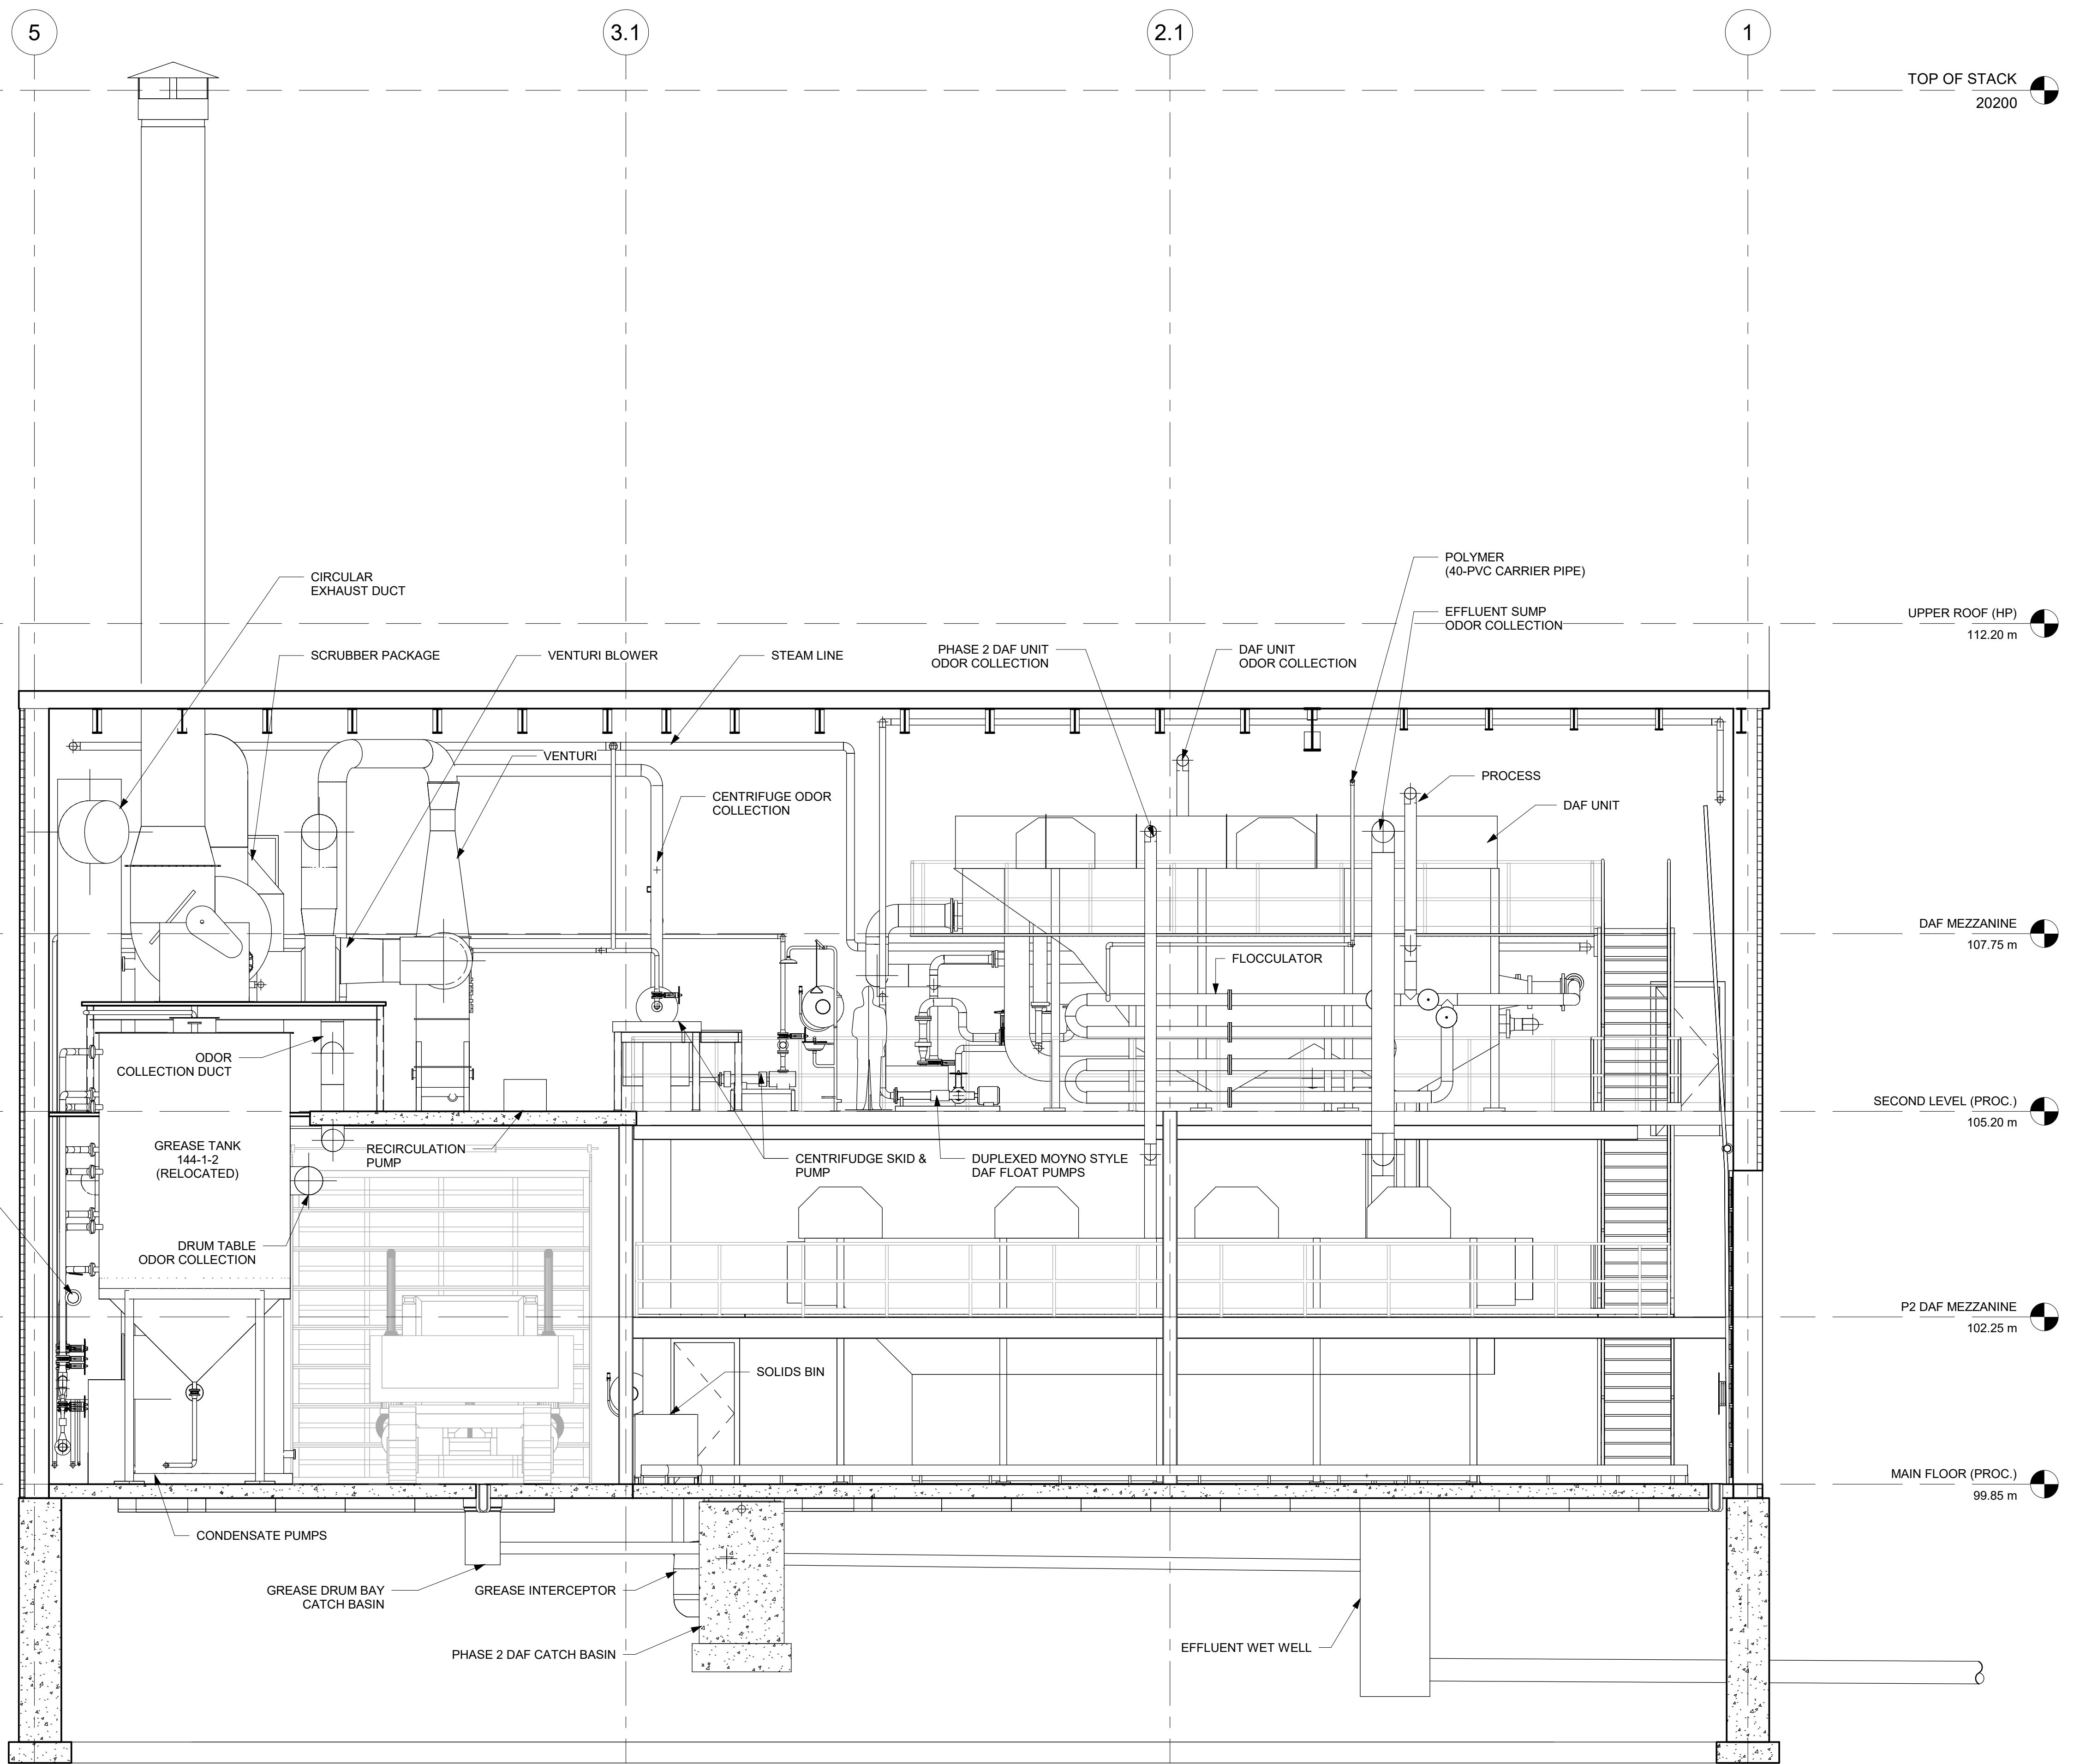 5
3.1
2.1
1
TOP OF STACK
20200
POLYMER
(40-PVC CARRIER PIPE)
CIRCULAR
EXHAUST DUCT
EFFLUENT SUMP
ODOR COLLECTION
UPPER ROOF (HP)
112.20 m
SCRUBBER PACKAGE
VENTURI BLOWER
STEAM LINE
PHASE 2 DAF UNIT
ODOR COLLECTION
DAF UNIT
ODOR COLLECTION
VENTURI
PROCESS
CENTRIFUGE ODOR
COLLECTION
DAF UNIT
DAF MEZZANINE
107.75 m
FLOCCULATOR
ODOR
COLLECTION DUCT
SECOND LEVEL (PROC.)
105.20 m
GREASE TANK
144-1-2
(RELOCATED)
RECIRCULATION
PUMP
CENTRIFUDGE SKID &
PUMP
DUPLEXED MOYNO STYLE
DAF FLOAT PUMPS
DRUM TABLE
ODOR COLLECTION
P2 DAF MEZZANINE
102.25 m
SOLIDS BIN
MAIN FLOOR (PROC.)
99.85 m
CONDENSATE PUMPS
GREASE DRUM BAY
CATCH BASIN
GREASE INTERCEPTOR
PHASE 2 DAF CATCH BASIN
EFFLUENT WET WELL